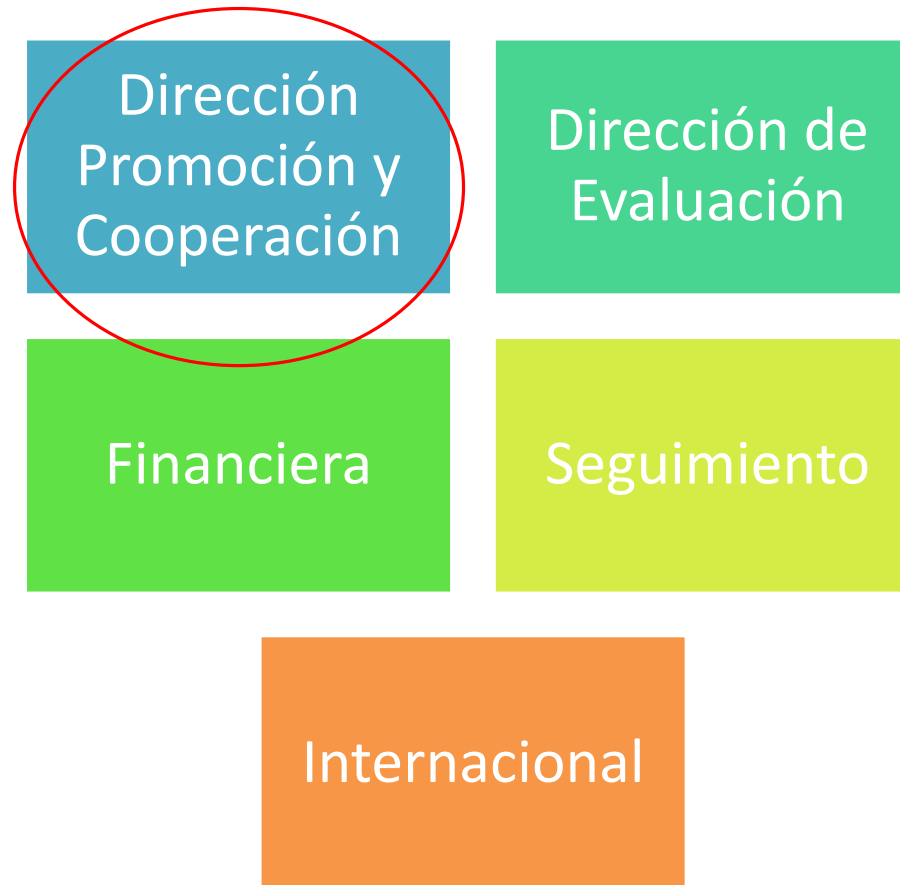 Dirección
Promoción y
Cooperación
Dirección de
Evaluación
Financiera
Seguimiento
Internacional